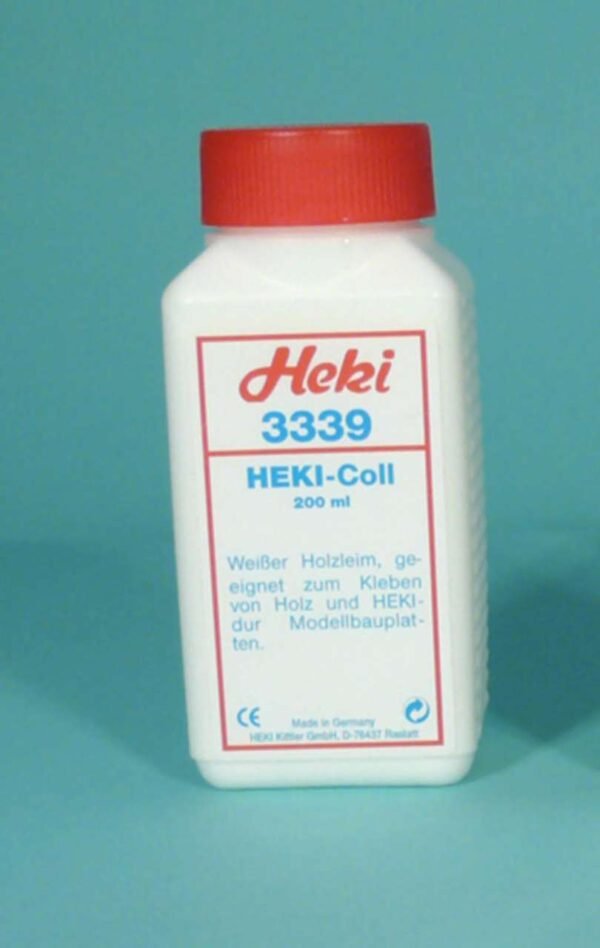 Heki
3339
HEKI-Coll
200 ml
Weißer Holzleim, ge-
eignet zum Kleben
von Holz und HEKI-
dur Modellbauplat-
ten.
CE
Made in Germany
HEKI Kittler GmbH, D-76437 Rastatt